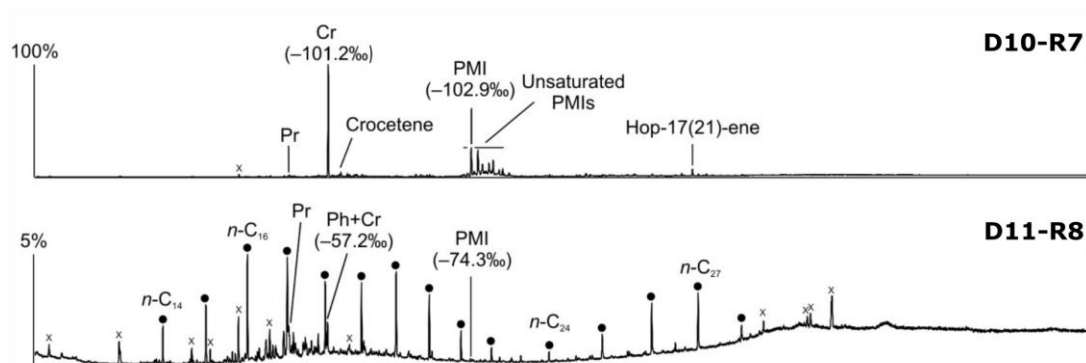 D10-R7
100%
Cr
(–101.2‰)
Pr
Crocetene
PMI
(–102.9‰)
Unsaturated
PMIs
Hop-17(21)-ene
x
D11-R8
5%
n-C₁₄
n-C₁₆
Pr
Ph+Cr
(–57.2‰)
PMI
(–74.3‰)
n-C₂₄
n-C₂₇
x
x
x
x
x
x
x
x
x
x
x